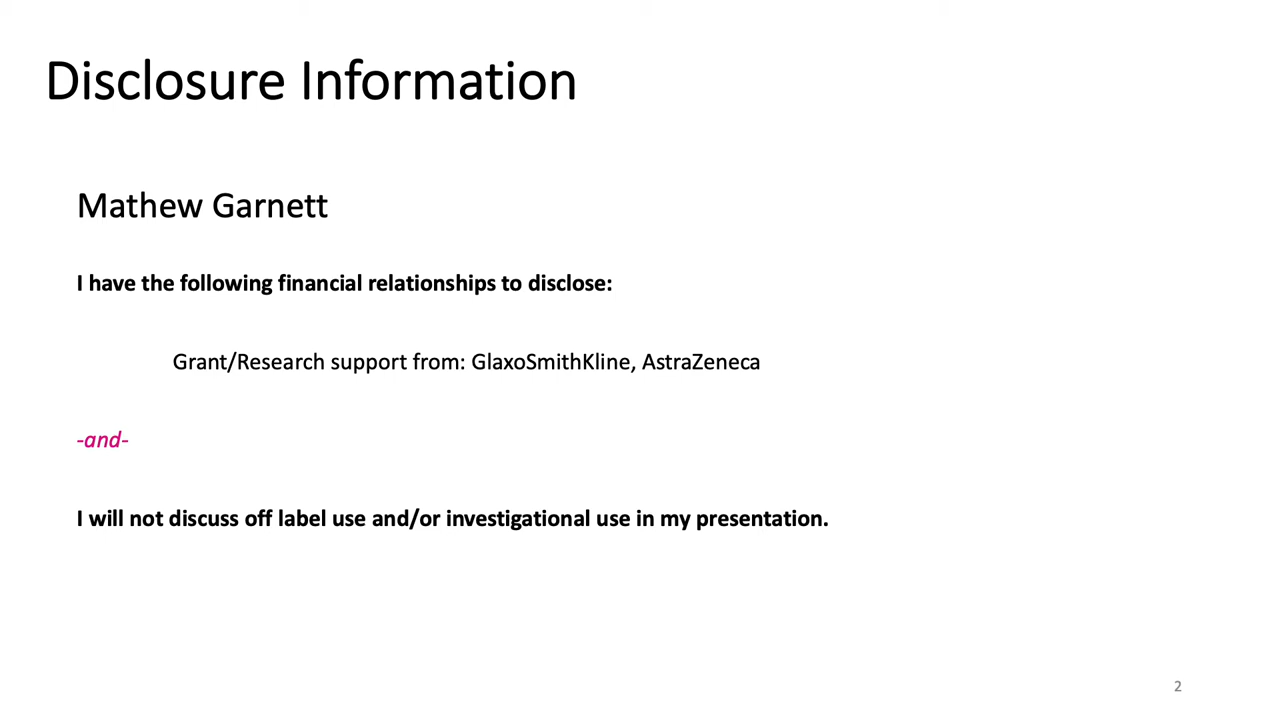 Disclosure Information
Mathew Garnett
I have the following financial relationships to disclose:
Grant/Research support from: GlaxoSmithKline, AstraZeneca
-and-
I will not discuss off label use and/or investigational use in my presentation.
2